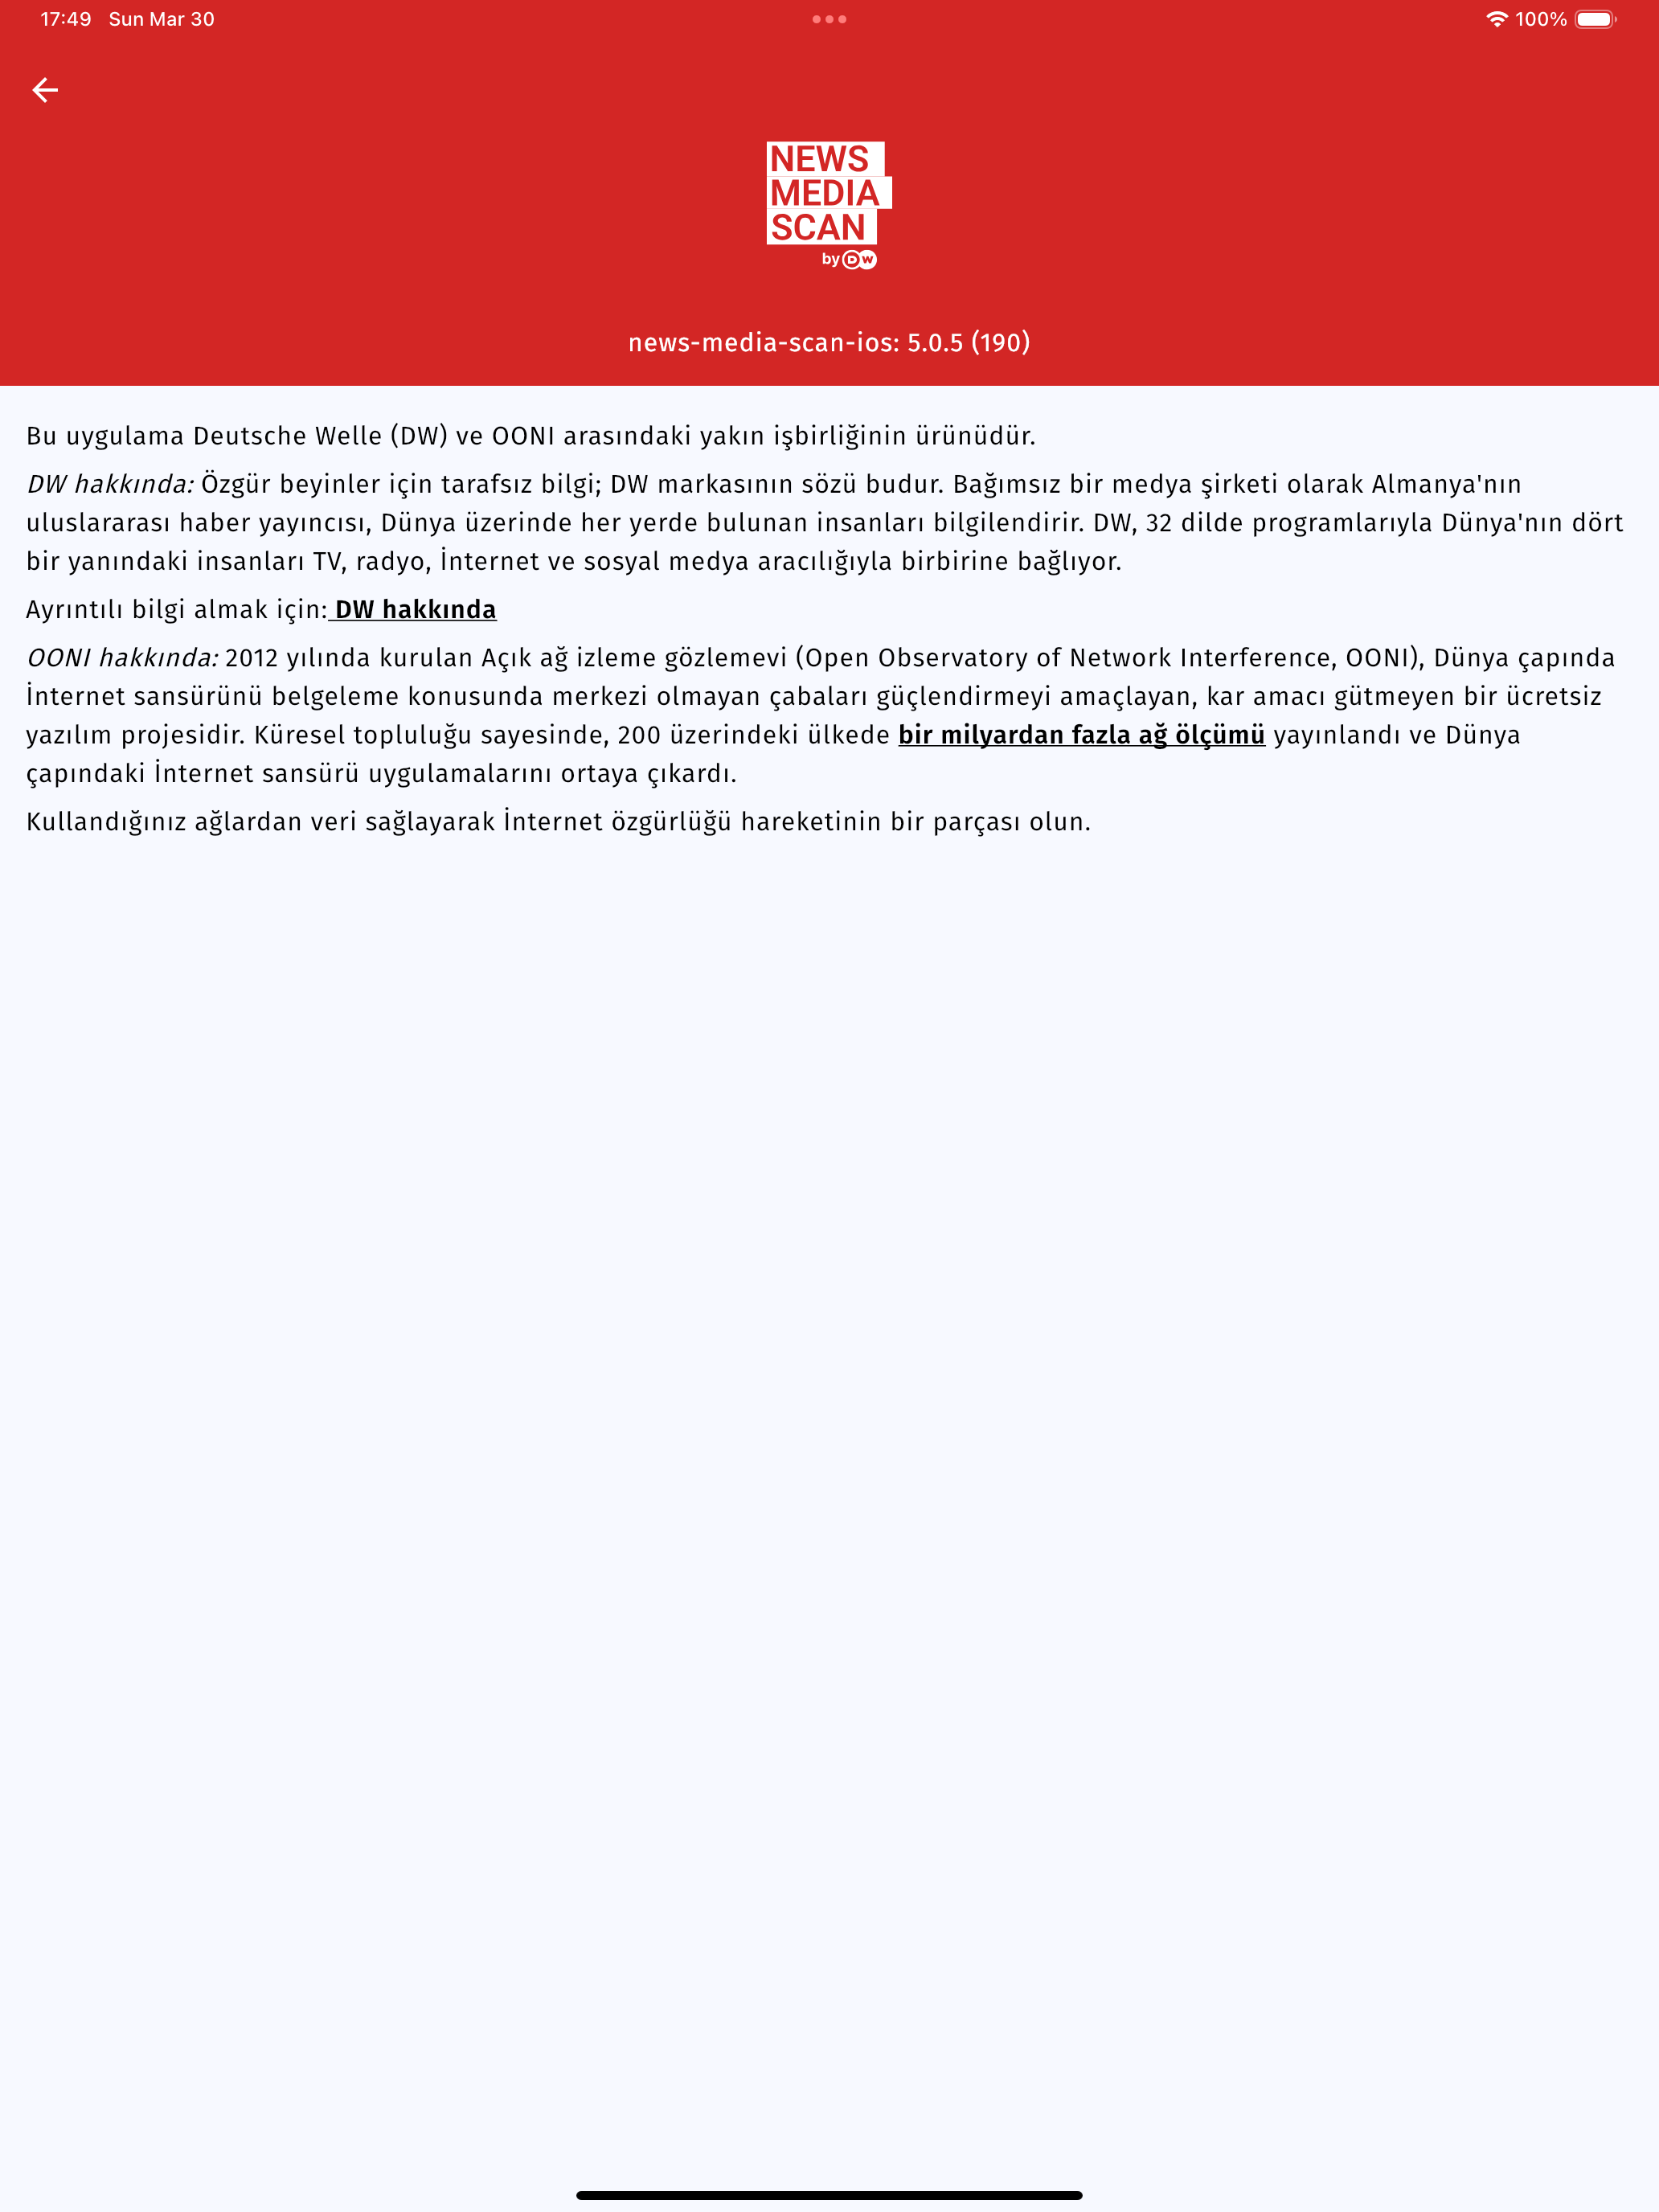 17:49 Sun Mar 30
100%
NEWS
MEDIA
SCAN
by DW
news-media-scan-ios: 5.0.5 (190)
Bu uygulama Deutsche Welle (DW) ve OONI arasındaki yakın işbirliğinin ürünüdür.
DW hakkında: Özgür beyinler için tarafsız bilgi; DW markasının sözü budur. Bağımsız bir medya şirketi olarak Almanya'nın
uluslararası haber yayıncısı, Dünya üzerinde her yerde bulunan insanları bilgilendirir. DW, 32 dilde programlarıyla Dünya'nın dört
bir yanındaki insanları TV, radyo, İnternet ve sosyal medya aracılığıyla birbirine bağlıyor.
Ayrıntılı bilgi almak için: DW hakkında
OONI hakkında: 2012 yılında kurulan Açık ağ izleme gözlemevi (Open Observatory of Network Interference, OONI), Dünya çapında
İnternet sansürünü belgeleme konusunda merkezi olmayan çabaları güçlendirmeyi amaçlayan, kar amacı gütmeyen bir ücretsiz
yazılım projesidir. Küresel topluluğu sayesinde, 200 üzerindeki ülkede bir milyardan fazla ağ ölçümü yayınlandı ve Dünya
çapındaki İnternet sansürü uygulamalarını ortaya çıkardı.
Kullandığınız ağlardan veri sağlayarak İnternet özgürlüğü hareketinin bir parçası olun.